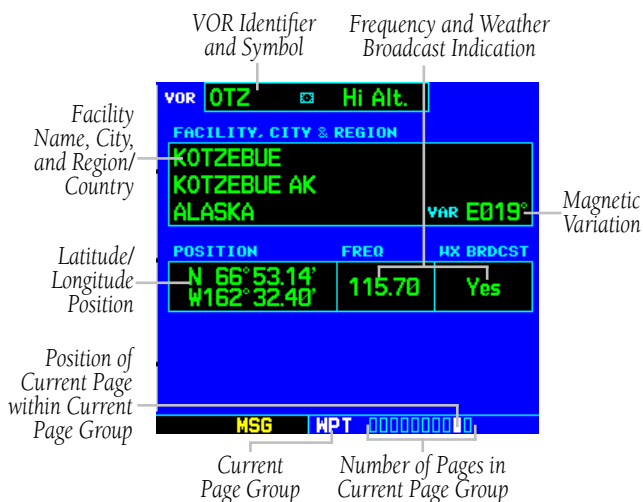 VOR Identifier
and Symbol
Frequency and Weather
Broadcast Indication
VOR OTZ Hi Alt.
Facility
Name, City,
and Region/
Country
FACILITY, CITY & REGION
KOTZEBUE
KOTZEBUE AK
ALASKA VAR E019°
Magnetic
Variation
Latitude/
Longitude
Position
POSITION FREQ WX BRDCST
N 66°53.14'
W162°32.40'
115.70 Yes
Position of
Current Page
within Current
Page Group
MSG WPT
Current
Page Group
Number of Pages in
Current Page Group